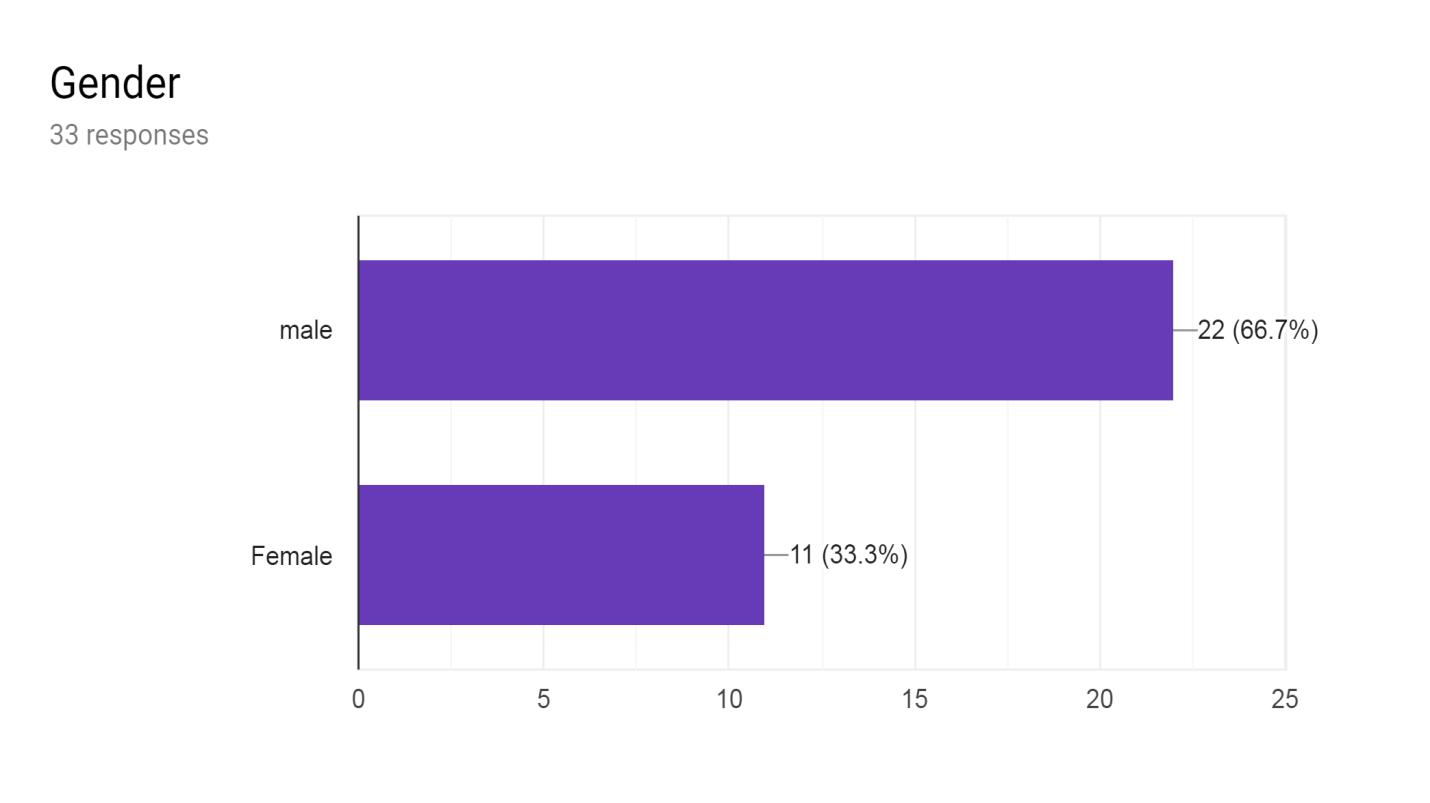 Gender
33 responses
male
22 (66.7%)
Female
11 (33.3%)
0 5 10 15 20 25